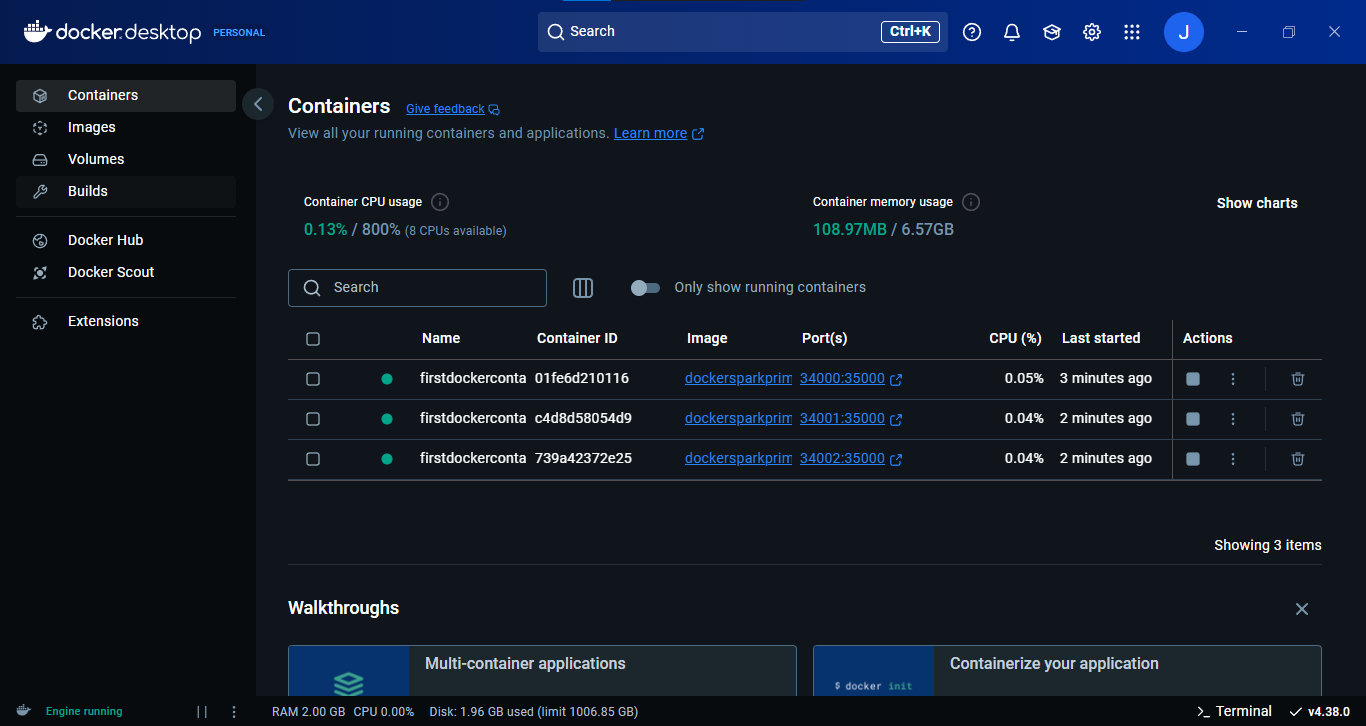 docker.desktop PERSONAL
Search Ctrl+K
J
Containers
Images
Volumes
Builds
Docker Hub
Docker Scout
Extensions
Containers Give feedback
View all your running containers and applications. Learn more
Container CPU usage
0.13% / 800% (8 CPUs available)
Container memory usage
108.97MB / 6.57GB
Show charts
Search
Only show running containers
Name Container ID Image Port(s) CPU (%) Last started Actions
firstdockerconta 01fe6d210116 dockersparkprim 34000:35000 0.05% 3 minutes ago
firstdockerconta c4d8d58054d9 dockersparkprim 34001:35000 0.04% 2 minutes ago
firstdockerconta 739a42372e25 dockersparkprim 34002:35000 0.04% 2 minutes ago
Showing 3 items
Walkthroughs
Multi-container applications
Containerize your application
$ docker init
Engine running
RAM 2.00 GB CPU 0.00% Disk: 1.96 GB used (limit 1006.85 GB)
Terminal
v4.38.0